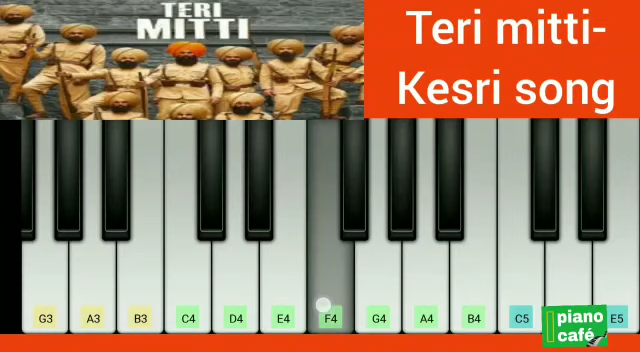 TERI
MITTI
Teri mitti-
Kesri song
G3 A3 B3 C4 D4 E4 F4 G4 A4 B4 C5 E5
piano
café